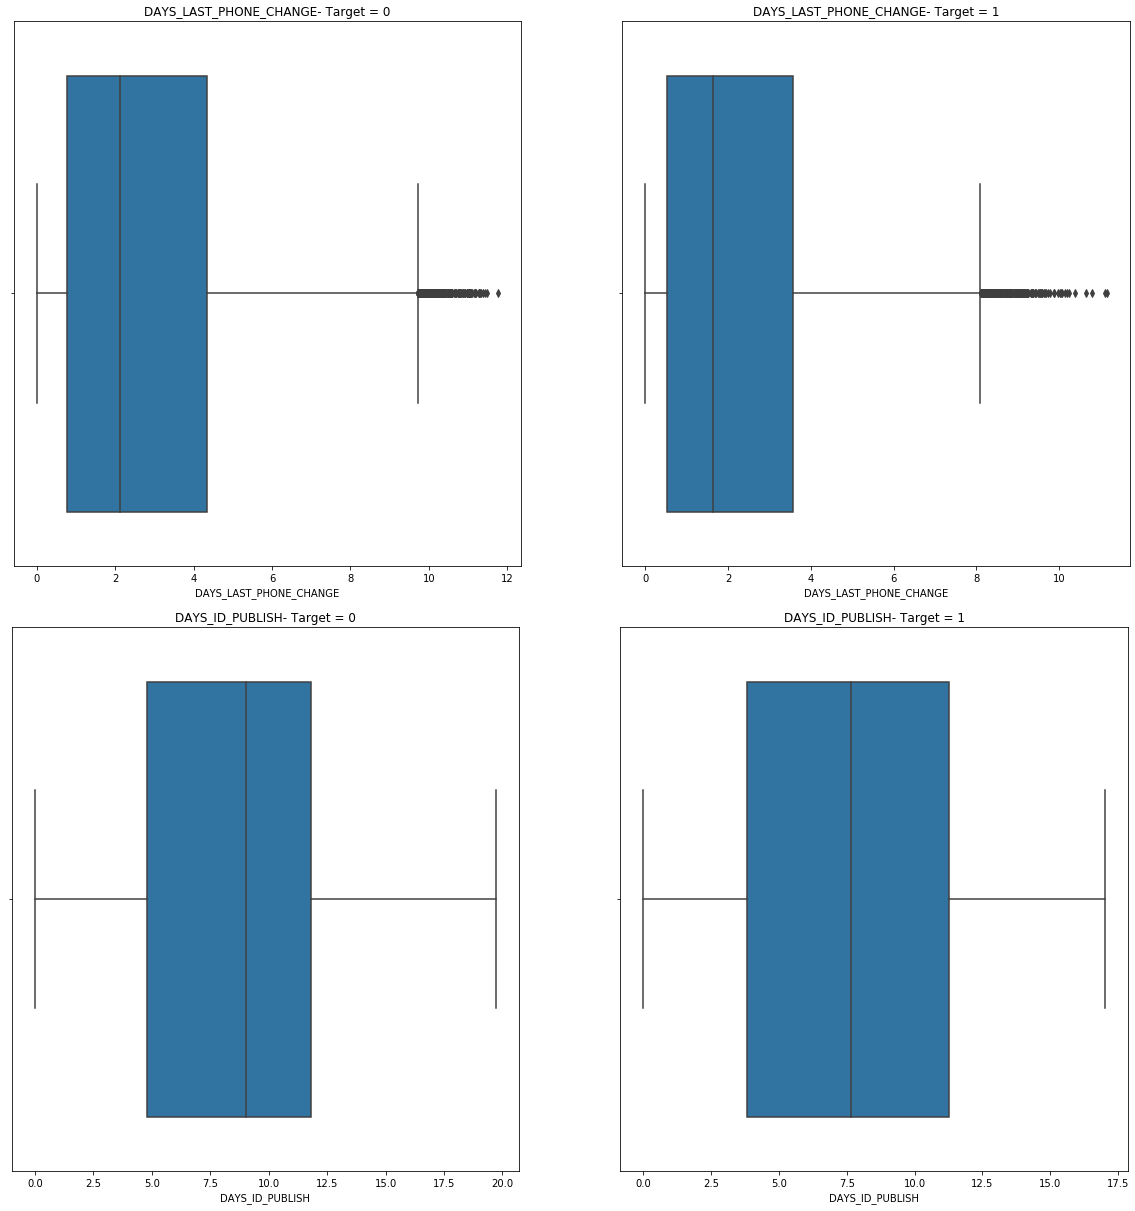 DAYS_LAST_PHONE_CHANGE- Target = 0
0 2 4 6 8 10 12
DAYS_LAST_PHONE_CHANGE
DAYS_LAST_PHONE_CHANGE- Target = 1
0 2 4 6 8 10
DAYS_LAST_PHONE_CHANGE
DAYS_ID_PUBLISH- Target = 0
0.0 2.5 5.0 7.5 10.0 12.5 15.0 17.5 20.0
DAYS_ID_PUBLISH
DAYS_ID_PUBLISH- Target = 1
0.0 2.5 5.0 7.5 10.0 12.5 15.0 17.5
DAYS_ID_PUBLISH